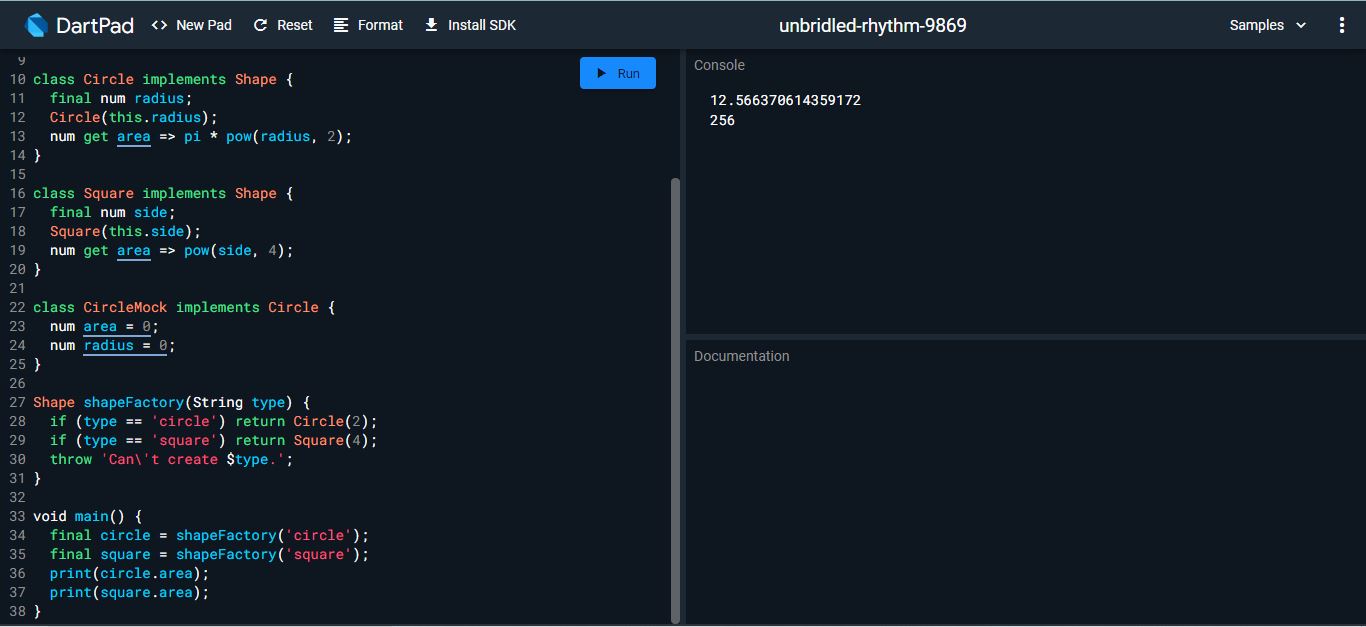 DartPad <> New Pad Reset Format Install SDK unbridled-rhythm-9869 Samples
9
10 class Circle implements Shape {
11   final num radius;
12   Circle(this.radius);
13   num get area => pi * pow(radius, 2);
14 }
15
16 class Square implements Shape {
17   final num side;
18   Square(this.side);
19   num get area => pow(side, 4);
20 }
21
22 class CircleMock implements Circle {
23   num area = 0;
24   num radius = 0;
25 }
26
27 Shape shapeFactory(String type) {
28   if (type == 'circle') return Circle(2);
29   if (type == 'square') return Square(4);
30   throw 'Can\'t create $type.';
31 }
32
33 void main() {
34   final circle = shapeFactory('circle');
35   final square = shapeFactory('square');
36   print(circle.area);
37   print(square.area);
38 }
Run
Console
12.566370614359172
256
Documentation